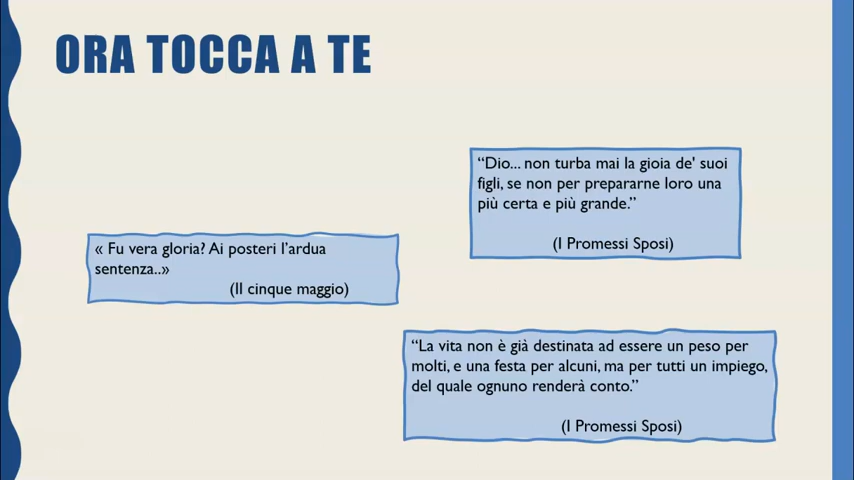 ORA TOCCA A TE
“Dio... non turba mai la gioia de' suoi
figli, se non per prepararne loro una
più certa e più grande.”
(I Promessi Sposi)
« Fu vera gloria? Ai posteri l’ardua
sentenza..»
(Il cinque maggio)
“La vita non è già destinata ad essere un peso per
molti, e una festa per alcuni, ma per tutti un impiego,
del quale ognuno renderà conto.”
(I Promessi Sposi)